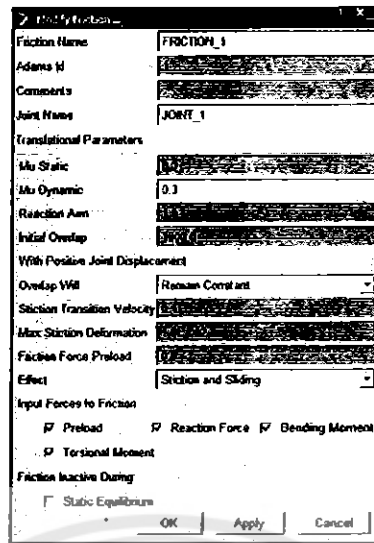 Modify Friction...
Friction Name FRICTION_1
Adams Id
Comments
Joint Name JOINT_1
Translational Parameters
Mu Static
Mu Dynamic 0.3
Reaction Arm
Initial Overlap
With Positive Joint Displacement
Overlap Will Remain Constant
Stiction Transition Velocity
Max Stiction Deformation
Friction Force Preload
Effect Stiction and Sliding
Input Forces to Friction
Preload Reaction Force Bending Moment
Torsional Moment
Friction Inactive During
Static Equilibrium
OK Apply Cancel